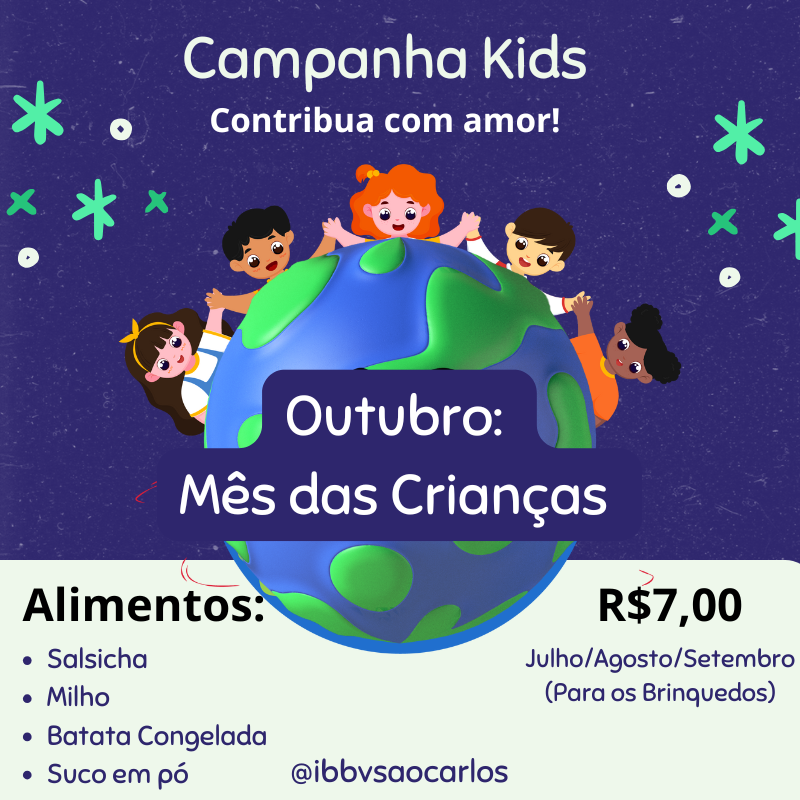 Campanha Kids
Contribua com amor!
Outubro:
Mês das Crianças
Alimentos:
• Salsicha
• Milho
• Batata Congelada
• Suco em pó
R$7,00
Julho/Agosto/Setembro
(Para os Brinquedos)
@ibbvsaocarlos